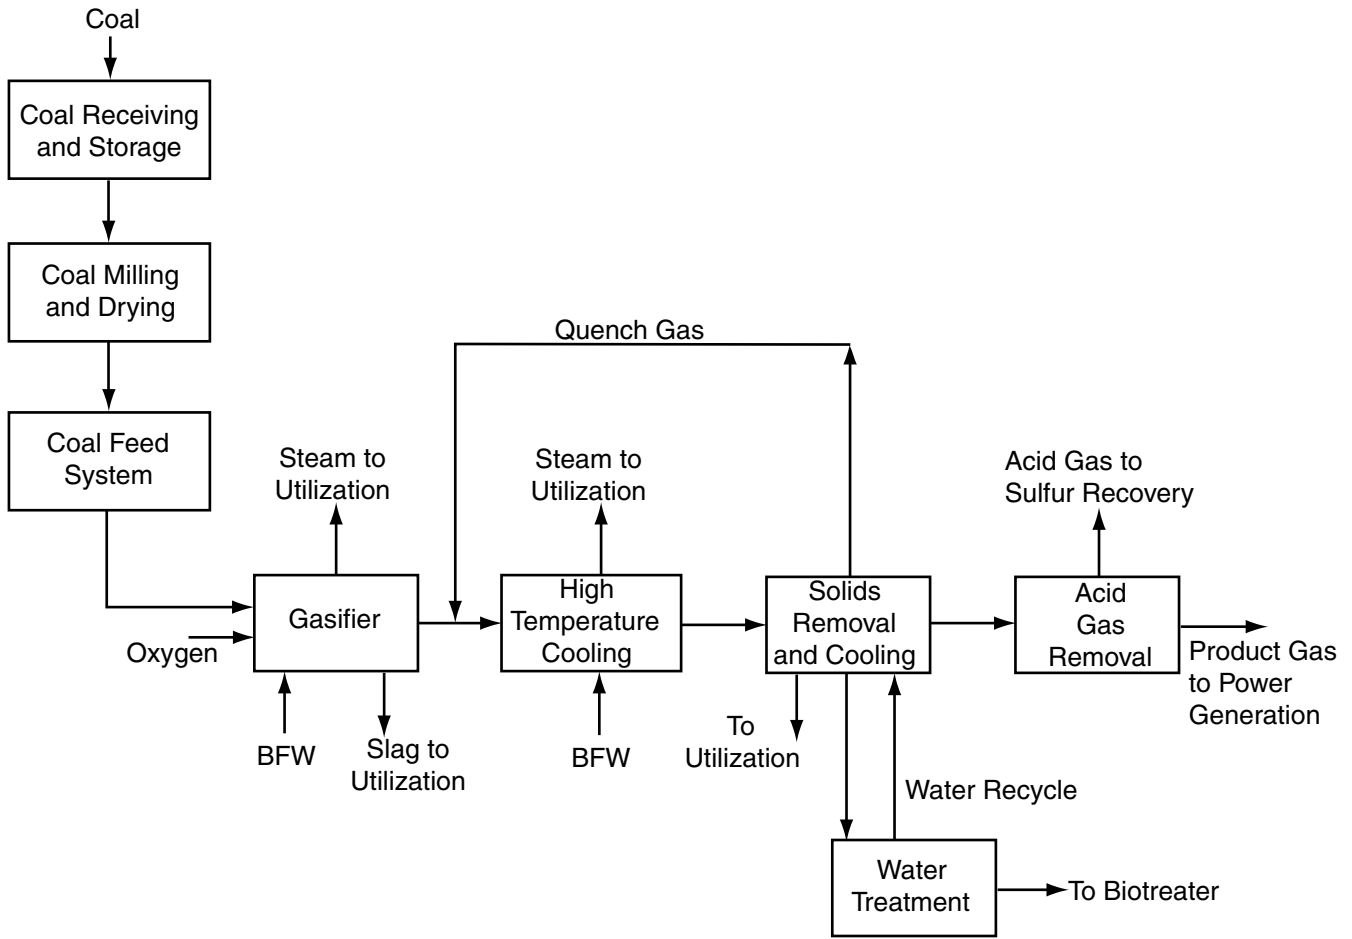 Coal
Coal Receiving
and Storage
Coal Milling
and Drying
Quench Gas
Coal Feed
System
Steam to
Utilization
Steam to
Utilization
Acid Gas to
Sulfur Recovery
Gasifier
High
Temperature
Cooling
Solids
Removal
and Cooling
Acid
Gas
Removal
Oxygen
Product Gas
to Power
Generation
BFW
Slag to
Utilization
BFW
To
Utilization
Water Recycle
Water
Treatment
To Biotreater